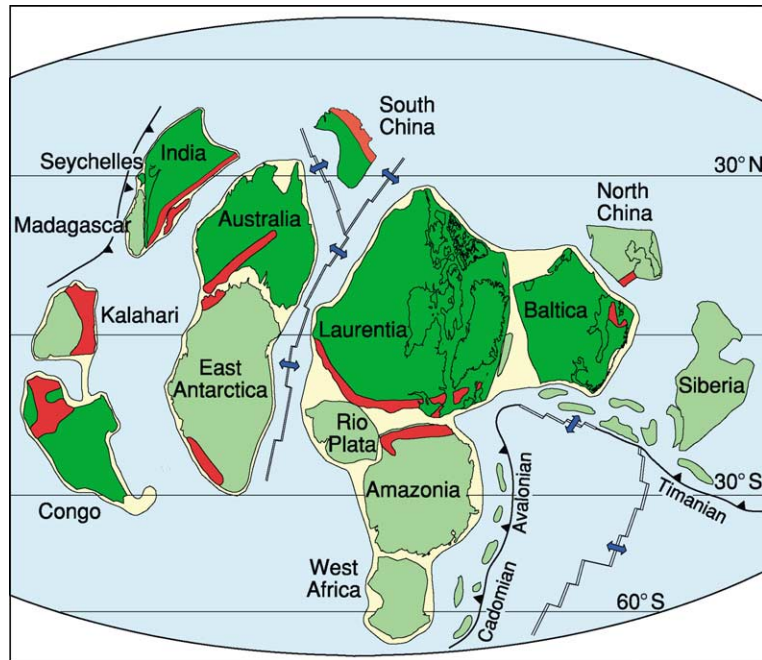 South
China
Seychelles
India
30°N
Madagascar
Australia
North
China
Kalahari
Laurentia
Baltica
East
Antarctica
Siberia
Rio
Plata
Amazonia
Avalonian
Timanian
30°S
Congo
West
Africa
Cadomian
60°S